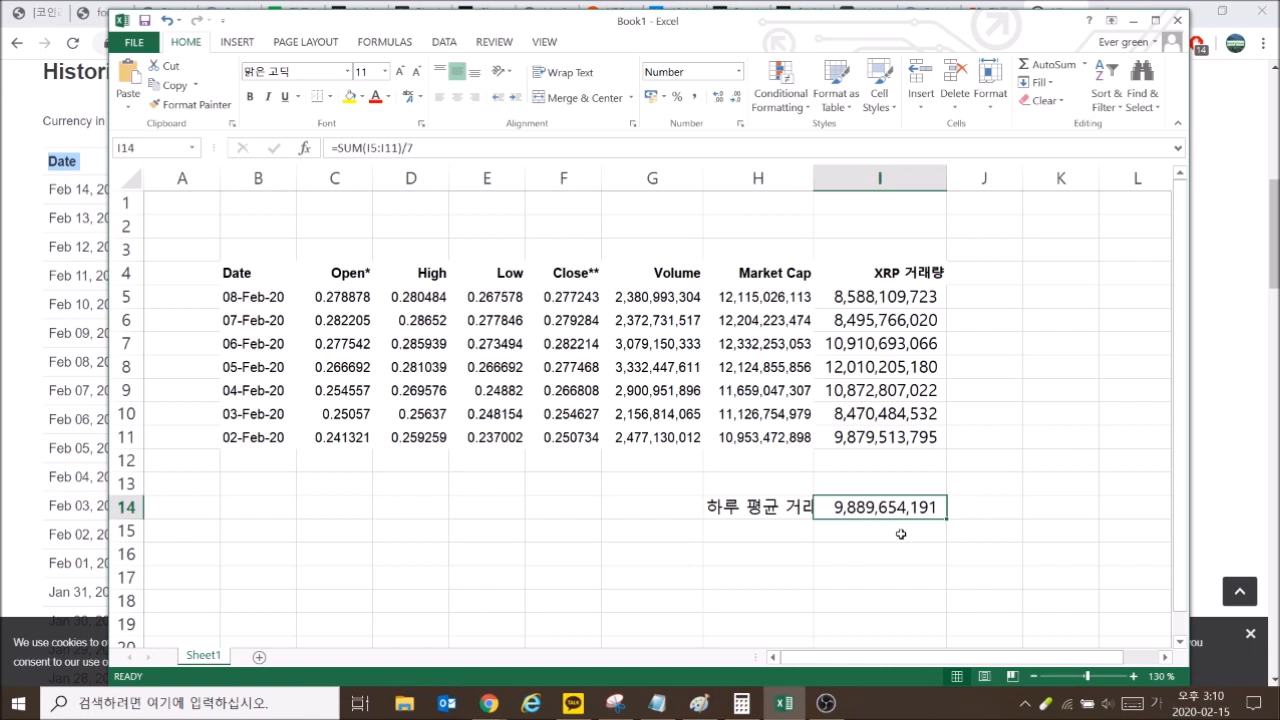 Book1 - Excel
FILE HOME INSERT PAGE LAYOUT FORMULAS DATA REVIEW VIEW Ever green
Cut
Copy
Format Painter
Paste
맑은 고딕 11
B I U
Wrap Text
Merge & Center
Number
Conditional Formatting
Format as Table
Cell Styles
Insert Delete Format
AutoSum
Fill
Clear
Sort & Filter
Find & Select
Clipboard Font Alignment Number Styles Cells Editing
I14 =SUM(I5:I11)/7
A B C D E F G H I J K L
1
2
3
4 Date Open* High Low Close** Volume Market Cap XRP 거래량
5 08-Feb-20 0.278878 0.280484 0.267578 0.277243 2,380,993,304 12,115,026,113 8,588,109,723
6 07-Feb-20 0.282205 0.28652 0.277846 0.279284 2,372,731,517 12,204,223,474 8,495,766,020
7 06-Feb-20 0.277542 0.285939 0.273494 0.282214 3,079,150,333 12,332,253,053 10,910,693,066
8 05-Feb-20 0.266692 0.281039 0.266692 0.277468 3,332,447,611 12,124,855,856 12,010,205,180
9 04-Feb-20 0.254557 0.269576 0.24882 0.266808 2,900,951,896 11,659,047,307 10,872,807,022
10 03-Feb-20 0.25057 0.25637 0.248154 0.254627 2,156,814,065 11,126,754,979 8,470,484,532
11 02-Feb-20 0.241321 0.259259 0.237002 0.250734 2,477,130,012 10,953,472,898 9,879,513,795
12
13
14 하루 평균 거래 9,889,654,191
15
16
17
18
19
20
Sheet1
READY 130 %
Histori
Currency in
Date
Feb 14, 20
Feb 13, 20
Feb 12, 20
Feb 11, 20
Feb 10, 20
Feb 09, 20
Feb 08, 20
Feb 07, 20
Feb 06, 20
Feb 05, 20
Feb 04, 20
Feb 03, 20
Feb 02, 20
Feb 01, 20
Jan 31, 20
Jan 30, 20
Jan 28, 20
We use cookies to o
consent to our use o
you
검색하려면 여기에 입력하십시오.
TALK
가
오후 3:10
2020-02-15
14